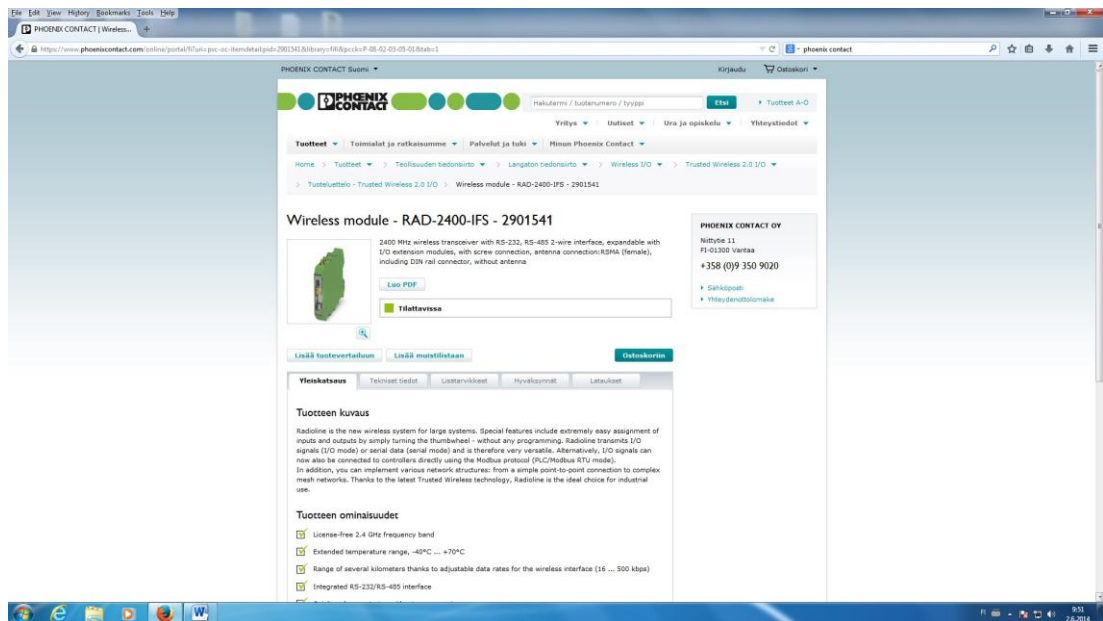 File Edit View History Bookmarks Tools Help
PHOENIX CONTACT | Wireless...
https://www.phoenixcontact.com/online/portal/fi?uri=pxc-oc-itemdetail:pid=2901541&library=fifi&pcck=P-08-02-03-03-01&tab=1
phoenix contact
PHOENIX CONTACT Suomi
Kirjaudu Ostoskori
PHŒNIX CONTACT
Hakutermi / tuotenumero / tyyppi Etsi Tuotteet A-O
Yritys Uutiset Ura ja opiskelu Yhteystiedot
Tuotteet Toimialat ja ratkaisumme Palvelut ja tuki Minun Phoenix Contact
Home > Tuotteet > Teollisuuden tiedonsiirto > Langaton tiedonsiirto > Wireless I/O > Trusted Wireless 2.0 I/O
> Tuoteluettelo - Trusted Wireless 2.0 I/O > Wireless module - RAD-2400-IFS - 2901541
Wireless module - RAD-2400-IFS - 2901541
2400 MHz wireless transceiver with RS-232, RS-485 2-wire interface, expandable with
I/O extension modules, with screw connection, antenna connection:RSMA (female),
including DIN rail connector, without antenna
Luo PDF
Tilattavissa
Lisää tuotevertailuun Lisää muistilistaan Ostoskoriin
PHOENIX CONTACT OY
Niittytie 11
FI-01300 Vantaa
+358 (0)9 350 9020
Sähköposti
Yhteydenottolomake
Yleiskatsaus Tekniset tiedot Lisätarvikkeet Hyväksynnät Lataukset
Tuotteen kuvaus
Radioline is the new wireless system for large systems. Special features include extremely easy assignment of
inputs and outputs by simply turning the thumbwheel - without any programming. Radioline transmits I/O
signals (I/O mode) or serial data (serial mode) and is therefore very versatile. Alternatively, I/O signals can
now also be connected to controllers directly using the Modbus protocol (PLC/Modbus RTU mode).
In addition, you can implement various network structures: from a simple point-to-point connection to complex
mesh networks. Thanks to the latest Trusted Wireless technology, Radioline is the ideal choice for industrial
use.
Tuotteen ominaisuudet
License-free 2.4 GHz frequency band
Extended temperature range, -40°C ... +70°C
Range of several kilometers thanks to adjustable data rates for the wireless interface (16 ... 500 kbps)
Integrated RS-232/RS-485 interface
FI
9:51
2.6.2014